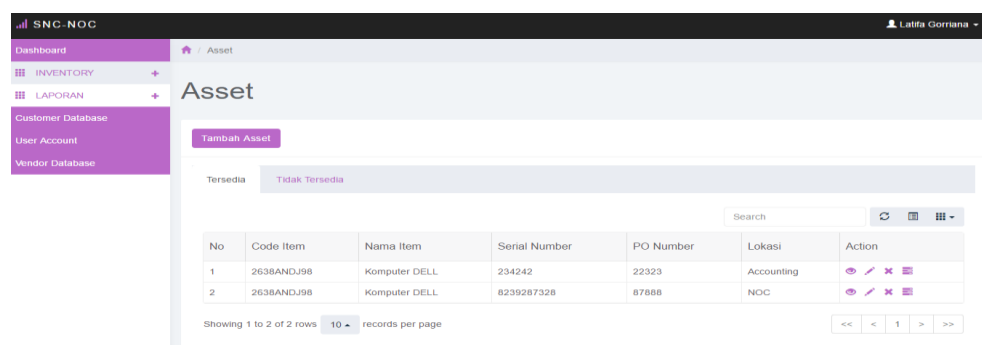 SNC-NOC
Latifa Gorriana
Dashboard
INVENTORY +
LAPORAN +
Customer Database
User Account
Vendor Database
/ Asset
Asset
Tambah Asset
Tersedia Tidak Tersedia
Search
No Code Item Nama Item Serial Number PO Number Lokasi Action
1 2638ANDJ98 Komputer DELL 234242 22323 Accounting
2 2638ANDJ98 Komputer DELL 8239287328 87888 NOC
Showing 1 to 2 of 2 rows 10 records per page
<< < 1 > >>